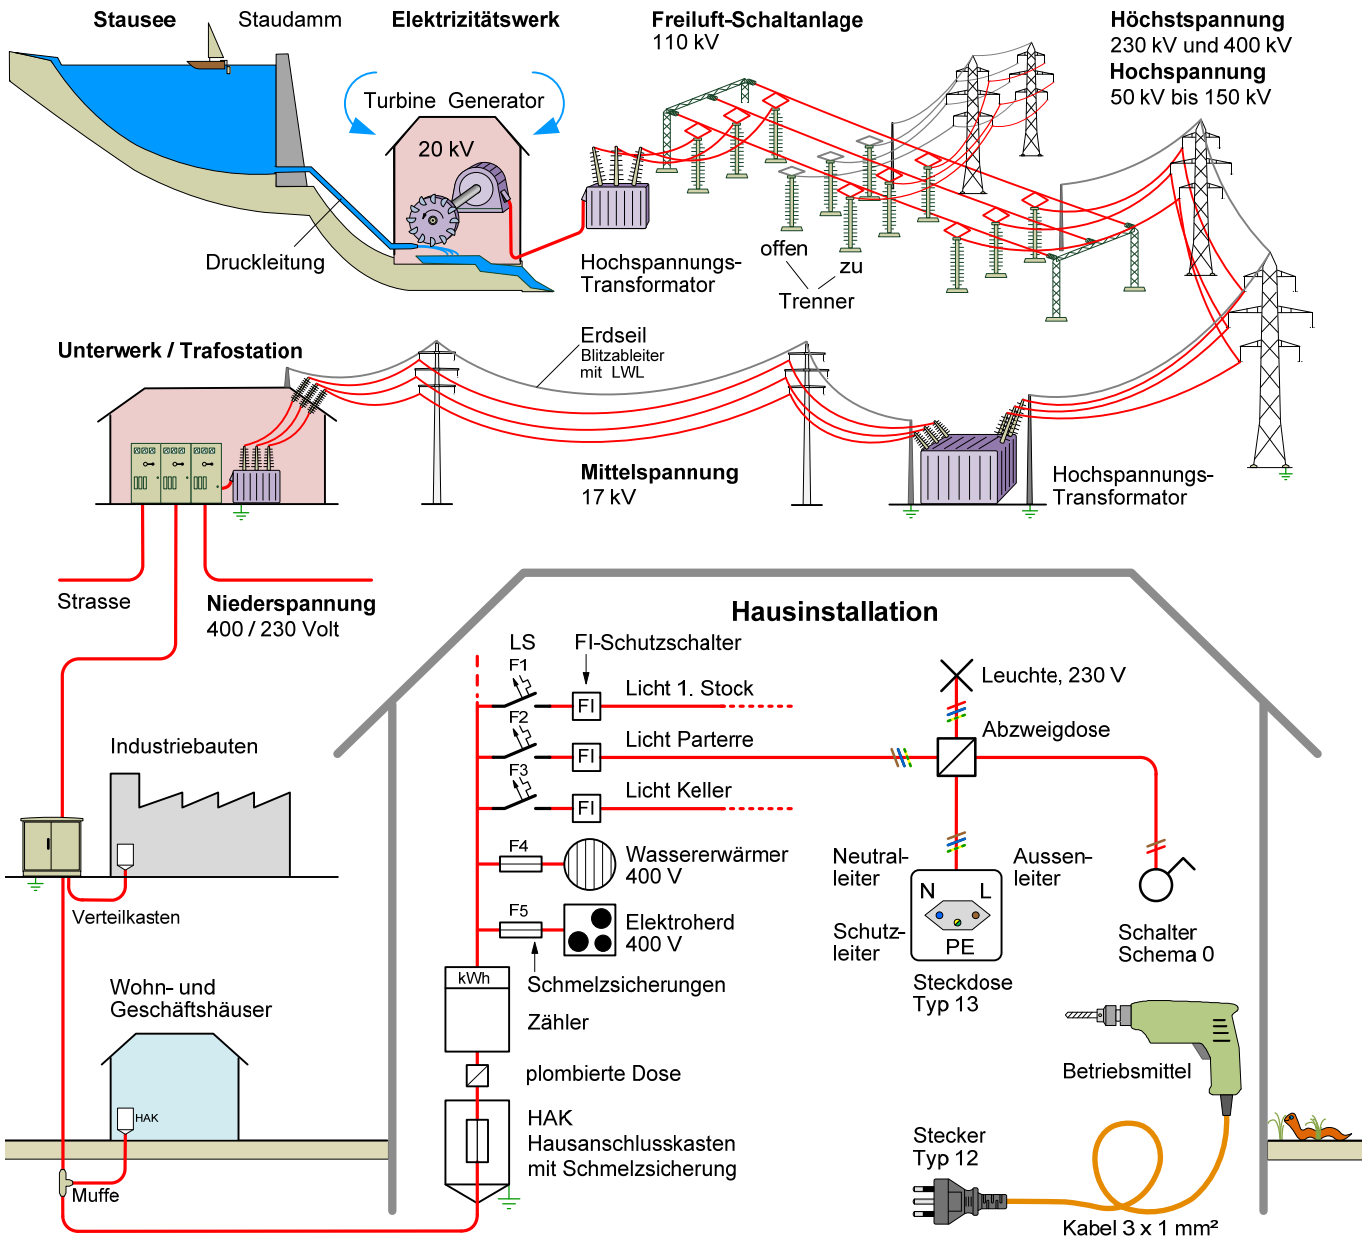 Stausee
Staudamm
Elektrizitätswerk
Turbine Generator
20 kV
Druckleitung
Freiluft-Schaltanlage
110 kV
Hochspannungs-
Transformator
offen
zu
Trenner
Höchstspannung
230 kV und 400 kV
Hochspannung
50 kV bis 150 kV
Unterwerk / Trafostation
Erdseil
Blitzableiter
mit LWL
Mittelspannung
17 kV
Hochspannungs-
Transformator
Strasse
Niederspannung
400 / 230 Volt
Industriebauten
Verteilkasten
Wohn- und
Geschäftshäuser
HAK
Muffe
Hausinstallation
LS
FI-Schutzschalter
F1
FI
Licht 1. Stock
F2
FI
Licht Parterre
F3
FI
Licht Keller
F4
Wassererwärmer
400 V
F5
Elektroherd
400 V
Schmelzsicherungen
kWh
Zähler
plombierte Dose
HAK
Hausanschlusskasten
mit Schmelzsicherung
Leuchte, 230 V
Abzweigdose
Neutral-
leiter
Aussen-
leiter
N
L
PE
Schutz-
leiter
Steckdose
Typ 13
Schalter
Schema 0
Betriebsmittel
Stecker
Typ 12
Kabel 3 x 1 mm²